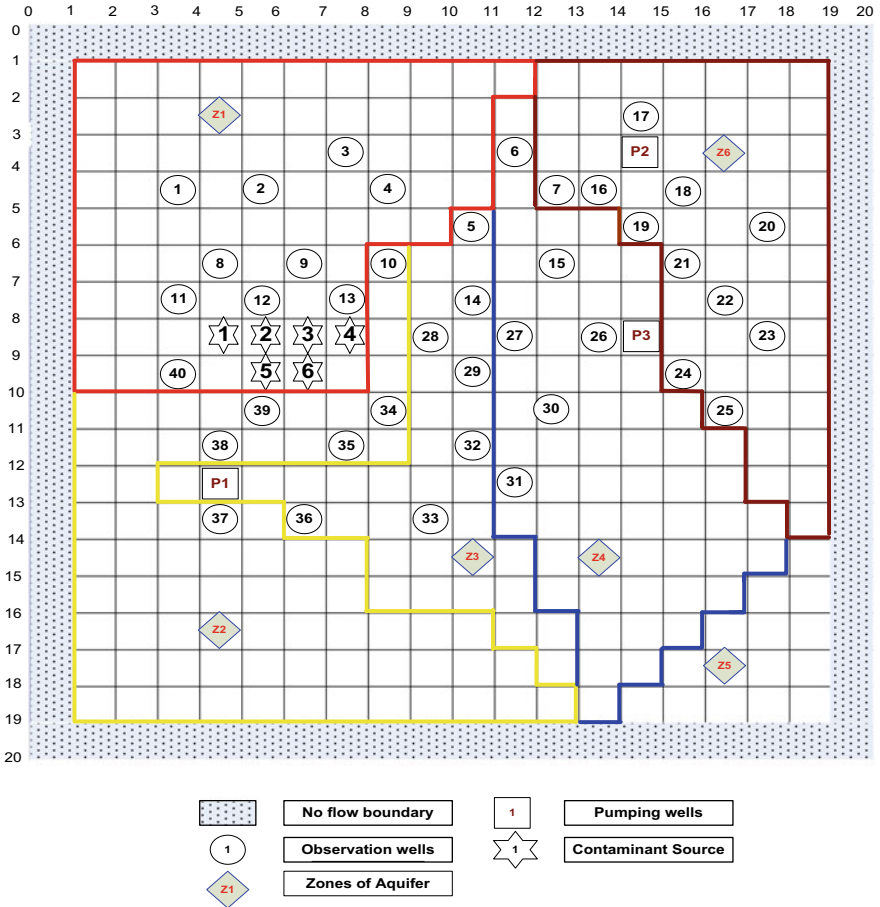 0 1 2 3 4 5 6 7 8 9 10 11 12 13 14 15 16 17 18 19 20
0
1
2
Z1 17
3
3 6 P2 Z6
4
1 2 4 7 16 18
5
5 19 20
6
8 9 10 15 21
7
11 12 13 14 22
8
1 2 3 4 28 27 26 P3 23
9
40 5 6 29 24
10
39 34 30 25
11
38 35 32
12
P1 31
13
37 36 33
14
Z3 Z4
15
16
Z2
17
Z5
18
19
20
No flow boundary 1 Pumping wells
1 Observation wells 1 Contaminant Source
Z1 Zones of Aquifer